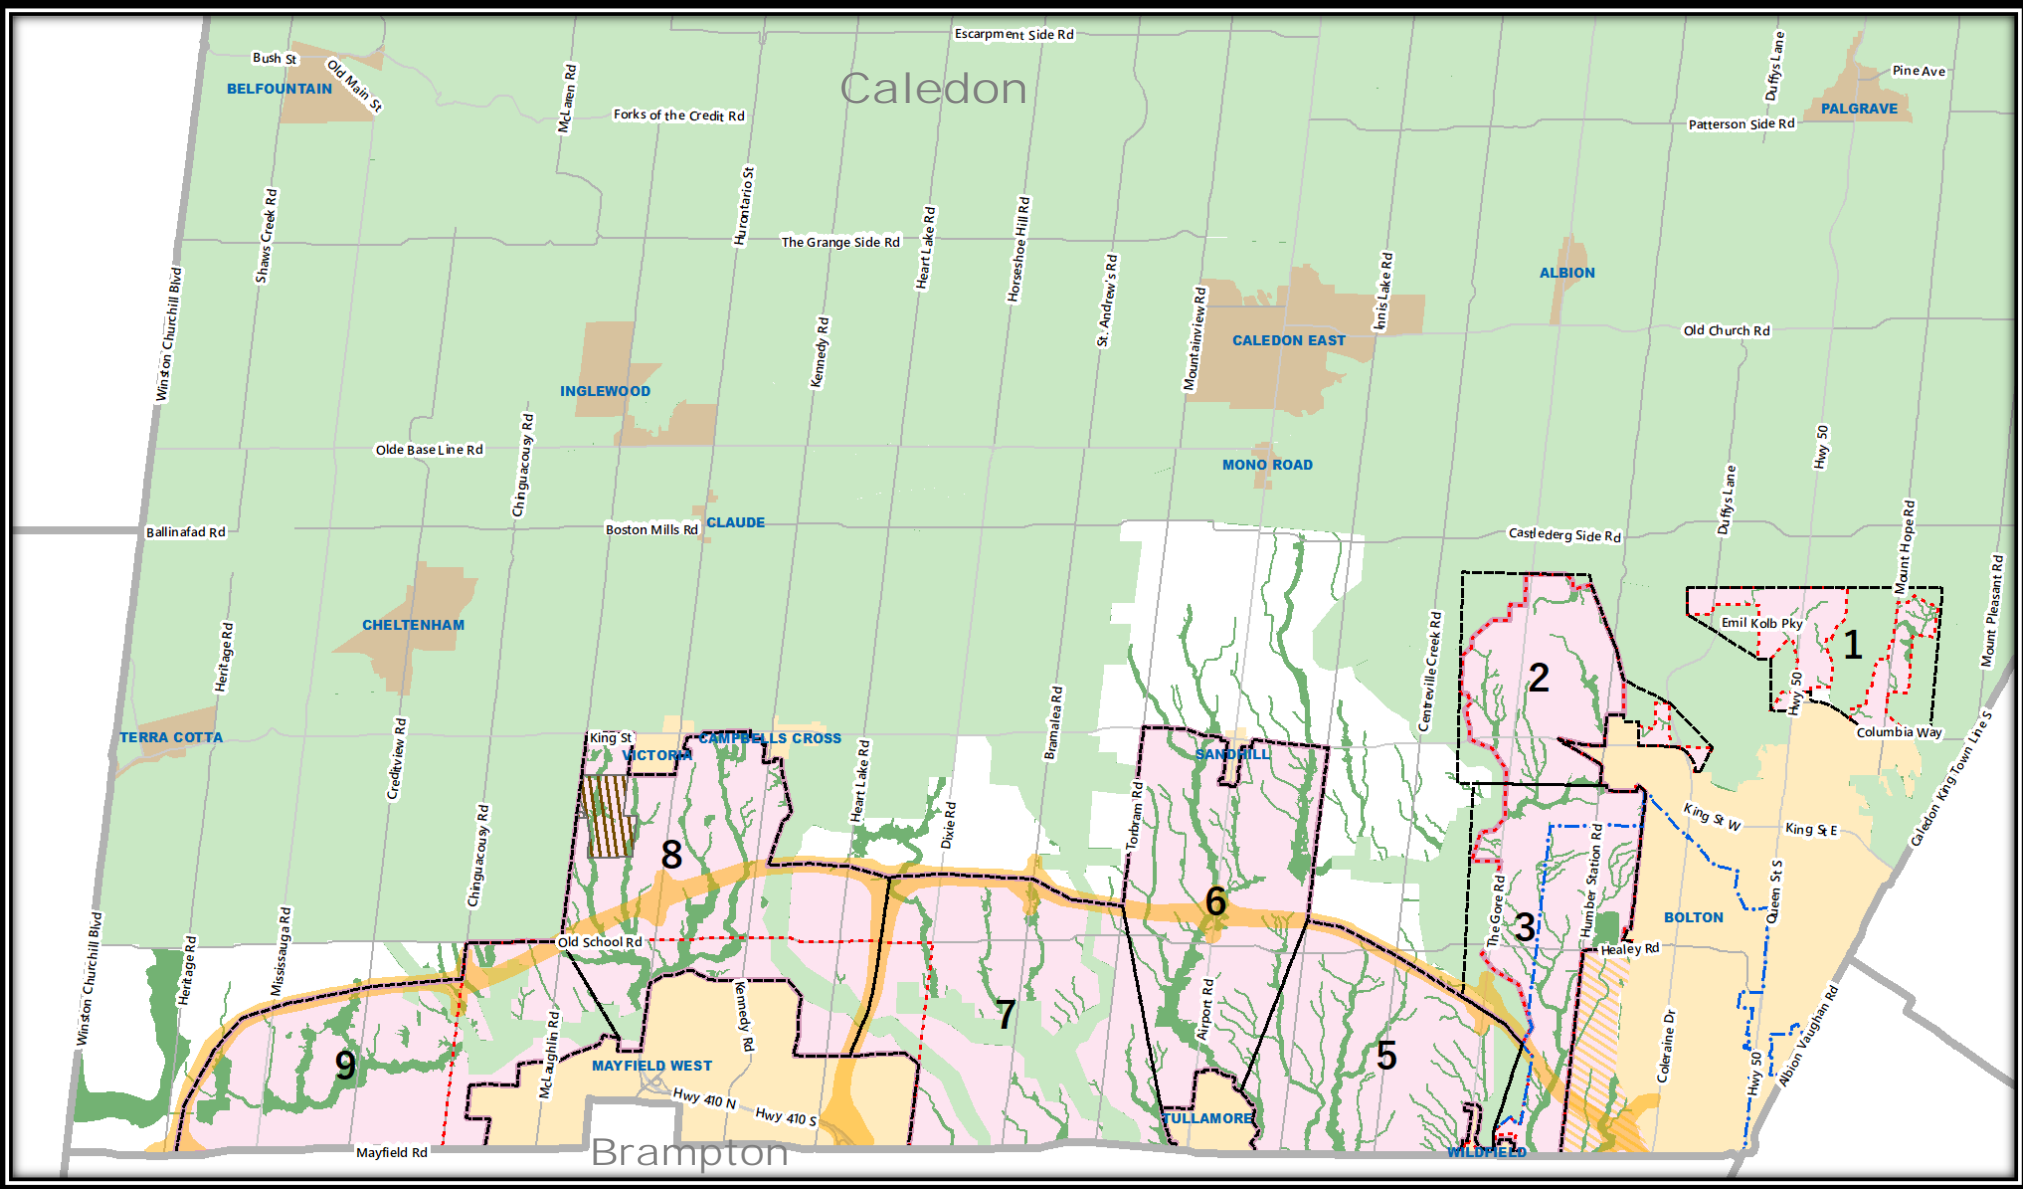 Escarpment Side Rd
Bush St
Old Main St
BELFOUNTAIN
McLaren Rd
Forks of the Credit Rd
Caledon
Duffys Lane
Pine Ave
PALGRAVE
Patterson Side Rd
Shaws Creek Rd
Hurontario St
The Grange Side Rd
Heart Lake Rd
Horseshoe Hill Rd
St. Andrew's Rd
Mountainview Rd
Innis Lake Rd
ALBION
Winston Churchill Blvd
Kennedy Rd
CALEDON EAST
Old Church Rd
INGLEWOOD
Olde Base Line Rd
Chinguacousy Rd
MONO ROAD
Hwy 50
Duffys Lane
Ballinafad Rd
Boston Mills Rd
CLAUDE
Castlederg Side Rd
Mount Hope Rd
Mount Pleasant Rd
CHELTENHAM
Heritage Rd
Centreville Creek Rd
Emil Kolb Pky
1
2
Hwy 50
TERRA COTTA
Creditview Rd
King St
VICTORIA
CAMPBELLS CROSS
Bramalea Rd
SANDHILL
Columbia Way
Caledon King Town Line S
Chinguacousy Rd
Heart Lake Rd
Dixie Rd
Torbram Rd
King St W
King St E
8
6
Humber Station Rd
Queen St S
The Gore Rd
3
BOLTON
Winston Churchill Blvd
Heritage Rd
Mississauga Rd
Old School Rd
Healey Rd
Kennedy Rd
7
Airport Rd
McLaughlin Rd
9
MAYFIELD WEST
5
Coleraine Dr
Hwy 50
Albion Vaughan Rd
Hwy 410 N
Hwy 410 S
TULLAMORE
Mayfield Rd
Brampton
WILDFIELD